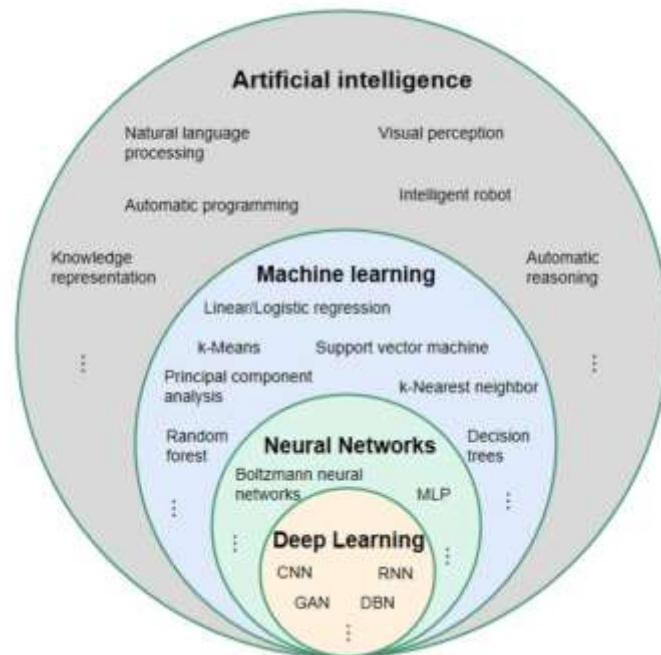 Artificial intelligence
Natural language
processing
Visual perception
Automatic programming
Intelligent robot
Knowledge
representation
Automatic
reasoning
Machine learning
Linear/Logistic regression
k-Means
Support vector machine
Principal component
analysis
k-Nearest neighbor
Random
forest
Decision
trees
Neural Networks
Boltzmann neural
networks
MLP
Deep Learning
CNN
RNN
GAN
DBN